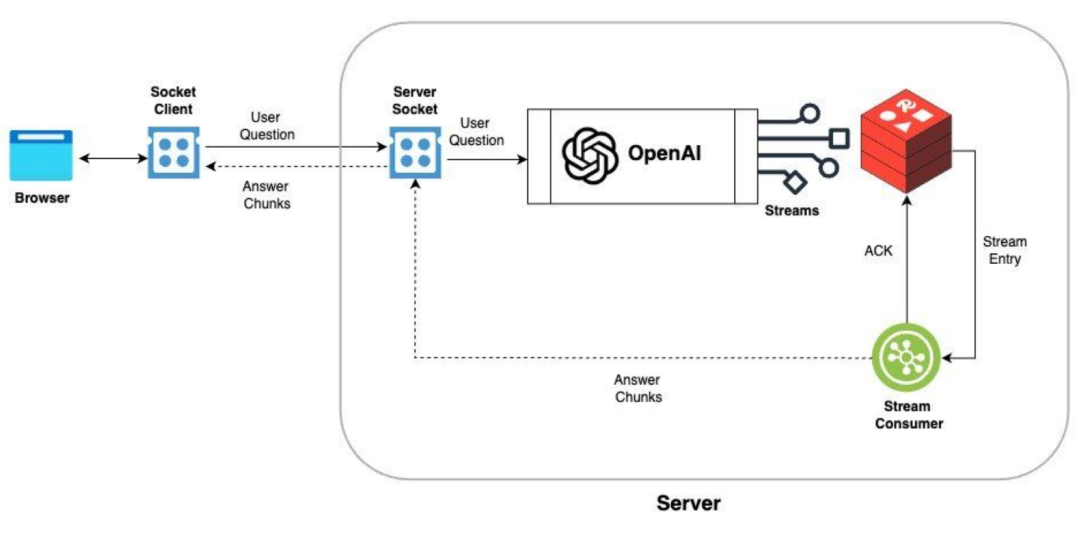 Socket
Client
Server
Socket
User
Question
User
Question
OpenAI
Browser
Answer
Chunks
Streams
ACK
Stream
Entry
Answer
Chunks
Stream
Consumer
Server